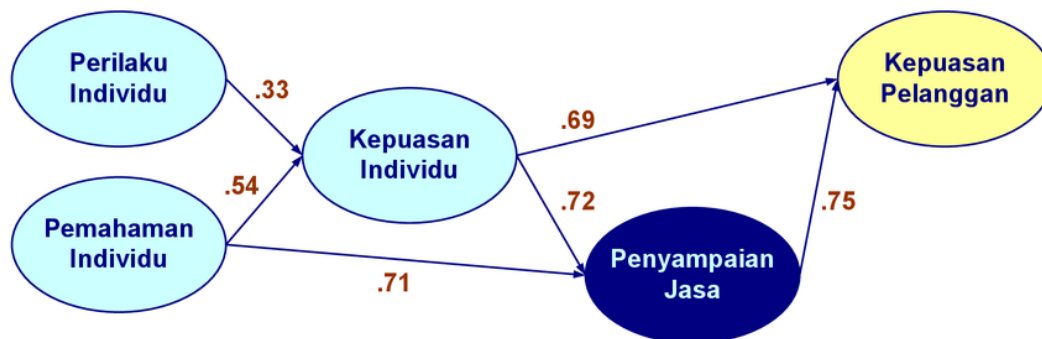 Perilaku
Individu
.33
Kepuasan
Individu
.54
Pemahaman
Individu
.71
.69
.72
Penyampaian
Jasa
.75
Kepuasan
Pelanggan